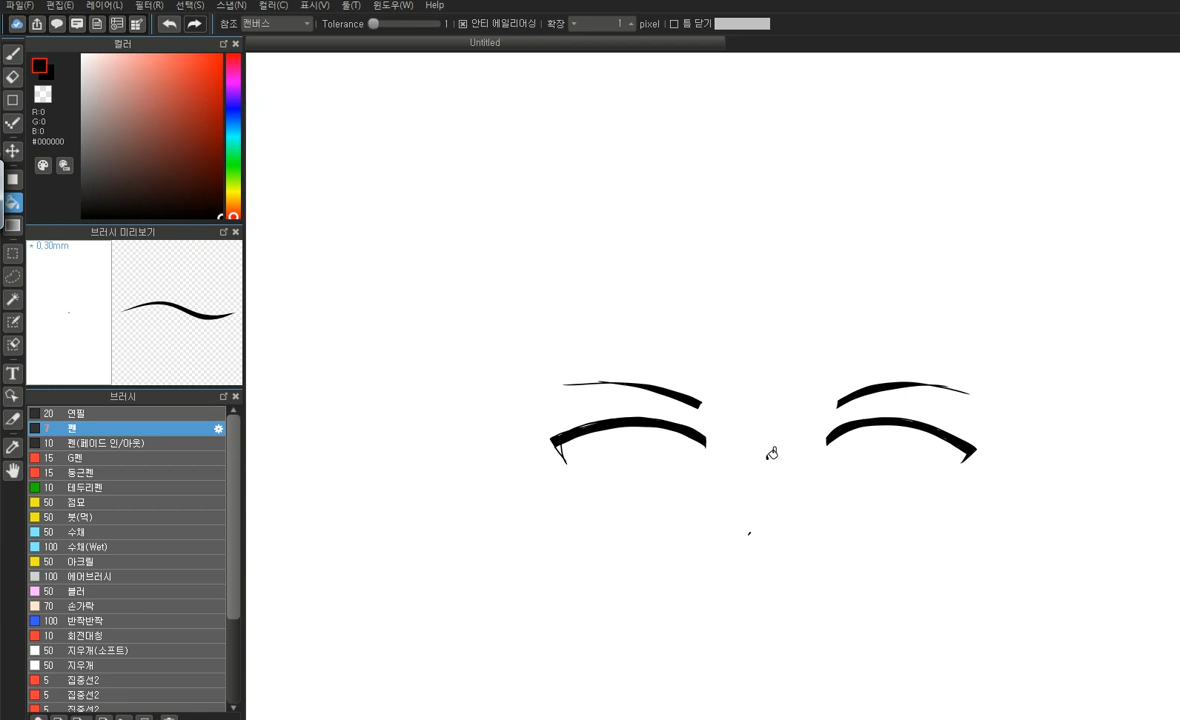 파일(F) 편집(E) 레이어(L) 필터(R) 선택(S) 스냅(N) 컬러(C) 표시(V) 툴(T) 윈도우(W) Help
참조 캔버스 Tolerance 1 안티 에일리어싱 확장 1 pixel 틈 닫기
컬러
Untitled
R:0
G:0
B:0
#000000
브러시 미리보기
* 0.30mm
브러시
20 연필
7 펜
10 펜(페이드 인/아웃)
15 G펜
15 둥근펜
10 테두리펜
50 점묘
50 붓(먹)
50 수채
100 수채(Wet)
50 아크릴
100 에어브러시
50 블러
70 손가락
100 반짝반짝
10 회전대칭
50 지우개(소프트)
50 지우개
5 집중선2
5 집중선2
5 집중선2